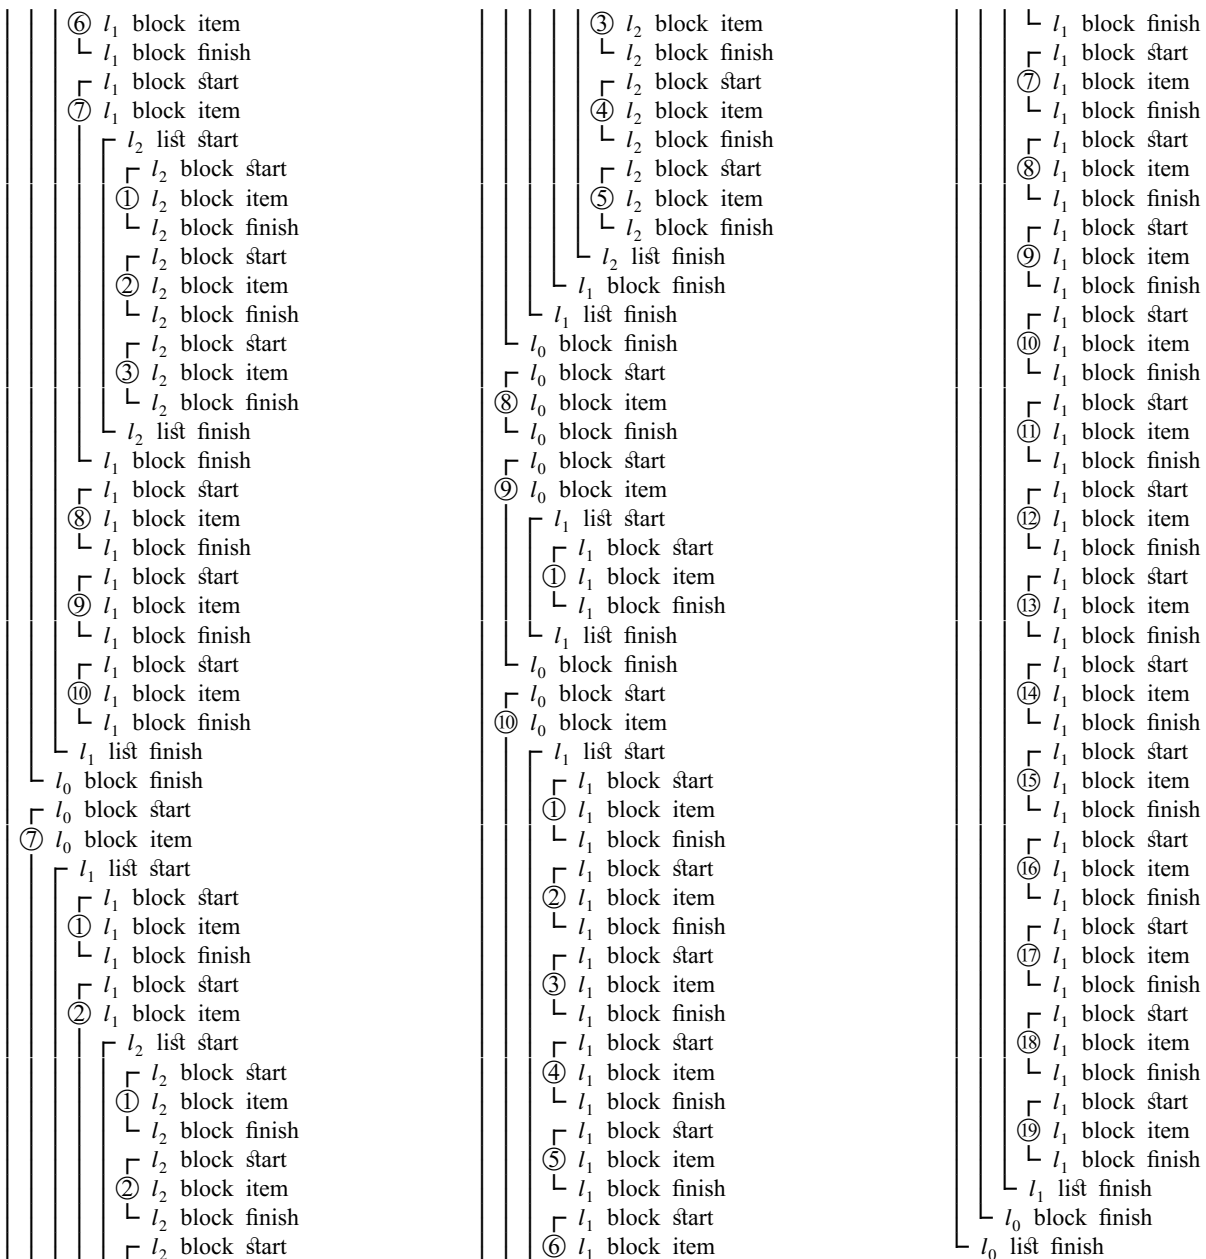 ⑥ l₁ block item
l₁ block finish
l₁ block start
⑦ l₁ block item
l₂ list start
l₂ block start
① l₂ block item
l₂ block finish
l₂ block start
② l₂ block item
l₂ block finish
l₂ block start
③ l₂ block item
l₂ block finish
l₂ list finish
l₁ block finish
l₁ block start
⑧ l₁ block item
l₁ block finish
l₁ block start
⑨ l₁ block item
l₁ block finish
l₁ block start
⑩ l₁ block item
l₁ block finish
l₁ list finish
l₀ block finish
l₀ block start
⑦ l₀ block item
l₁ list start
l₁ block start
① l₁ block item
l₁ block finish
l₁ block start
② l₁ block item
l₂ list start
l₂ block start
① l₂ block item
l₂ block finish
l₂ block start
② l₂ block item
l₂ block finish
l₂ block start
③ l₂ block item
l₂ block finish
l₂ block start
④ l₂ block item
l₂ block finish
l₂ block start
⑤ l₂ block item
l₂ block finish
l₂ list finish
l₁ block finish
l₁ list finish
l₀ block finish
l₀ block start
⑧ l₀ block item
l₀ block finish
l₀ block start
⑨ l₀ block item
l₁ list start
l₁ block start
① l₁ block item
l₁ block finish
l₁ list finish
l₀ block finish
l₀ block start
⑩ l₀ block item
l₁ list start
l₁ block start
① l₁ block item
l₁ block finish
l₁ block start
② l₁ block item
l₁ block finish
l₁ block start
③ l₁ block item
l₁ block finish
l₁ block start
④ l₁ block item
l₁ block finish
l₁ block start
⑤ l₁ block item
l₁ block finish
l₁ block start
⑥ l₁ block item
l₁ block finish
l₁ block start
⑦ l₁ block item
l₁ block finish
l₁ block start
⑧ l₁ block item
l₁ block finish
l₁ block start
⑨ l₁ block item
l₁ block finish
l₁ block start
⑩ l₁ block item
l₁ block finish
l₁ block start
⑪ l₁ block item
l₁ block finish
l₁ block start
⑫ l₁ block item
l₁ block finish
l₁ block start
⑬ l₁ block item
l₁ block finish
l₁ block start
⑭ l₁ block item
l₁ block finish
l₁ block start
⑮ l₁ block item
l₁ block finish
l₁ block start
⑯ l₁ block item
l₁ block finish
l₁ block start
⑰ l₁ block item
l₁ block finish
l₁ block start
⑱ l₁ block item
l₁ block finish
l₁ block start
⑲ l₁ block item
l₁ block finish
l₁ list finish
l₀ block finish
l₀ list finish